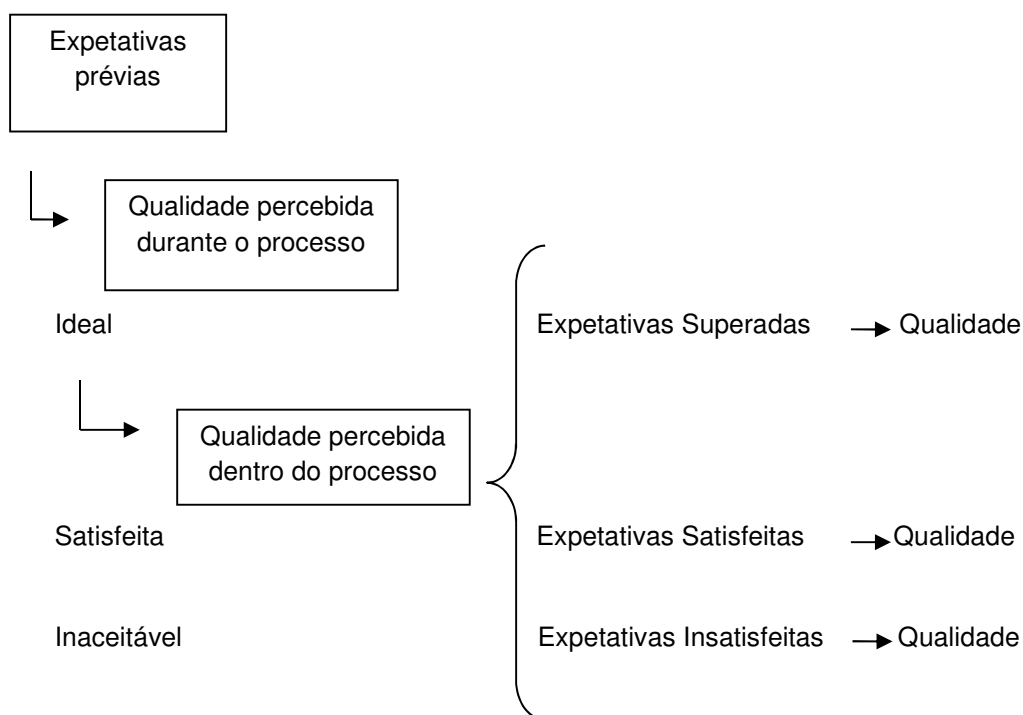 Expetativas
prévias
Qualidade percebida
durante o processo
Ideal
Expetativas Superadas
Qualidade
Qualidade percebida
dentro do processo
Satisfeita
Expetativas Satisfeitas
Qualidade
Inaceitável
Expetativas Insatisfeitas
Qualidade